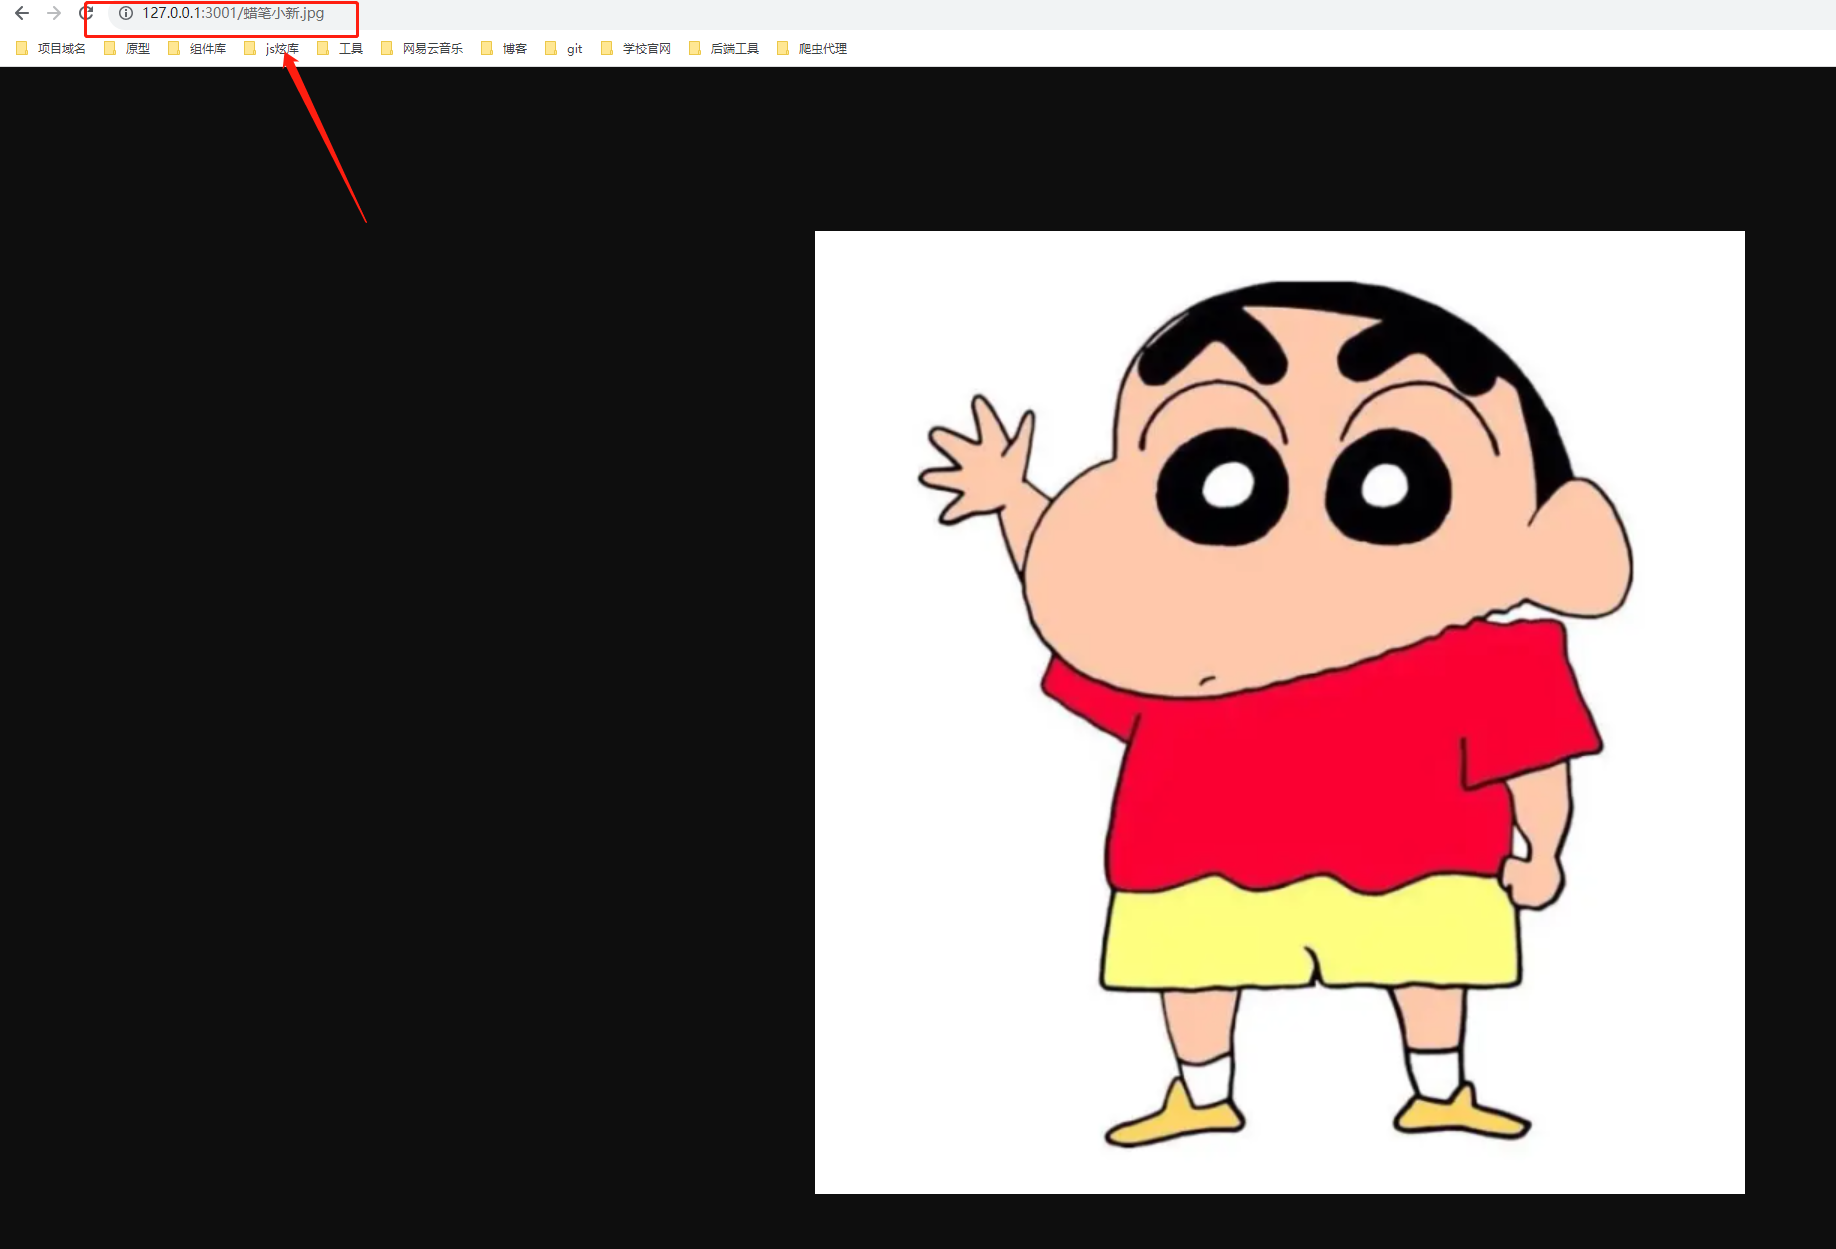 127.0.0.1:3001/蜡笔小新.jpg
项目域名 原型 组件库 js炫库 工具 网易云音乐 博客 git 学校官网 后端工具 爬虫代理